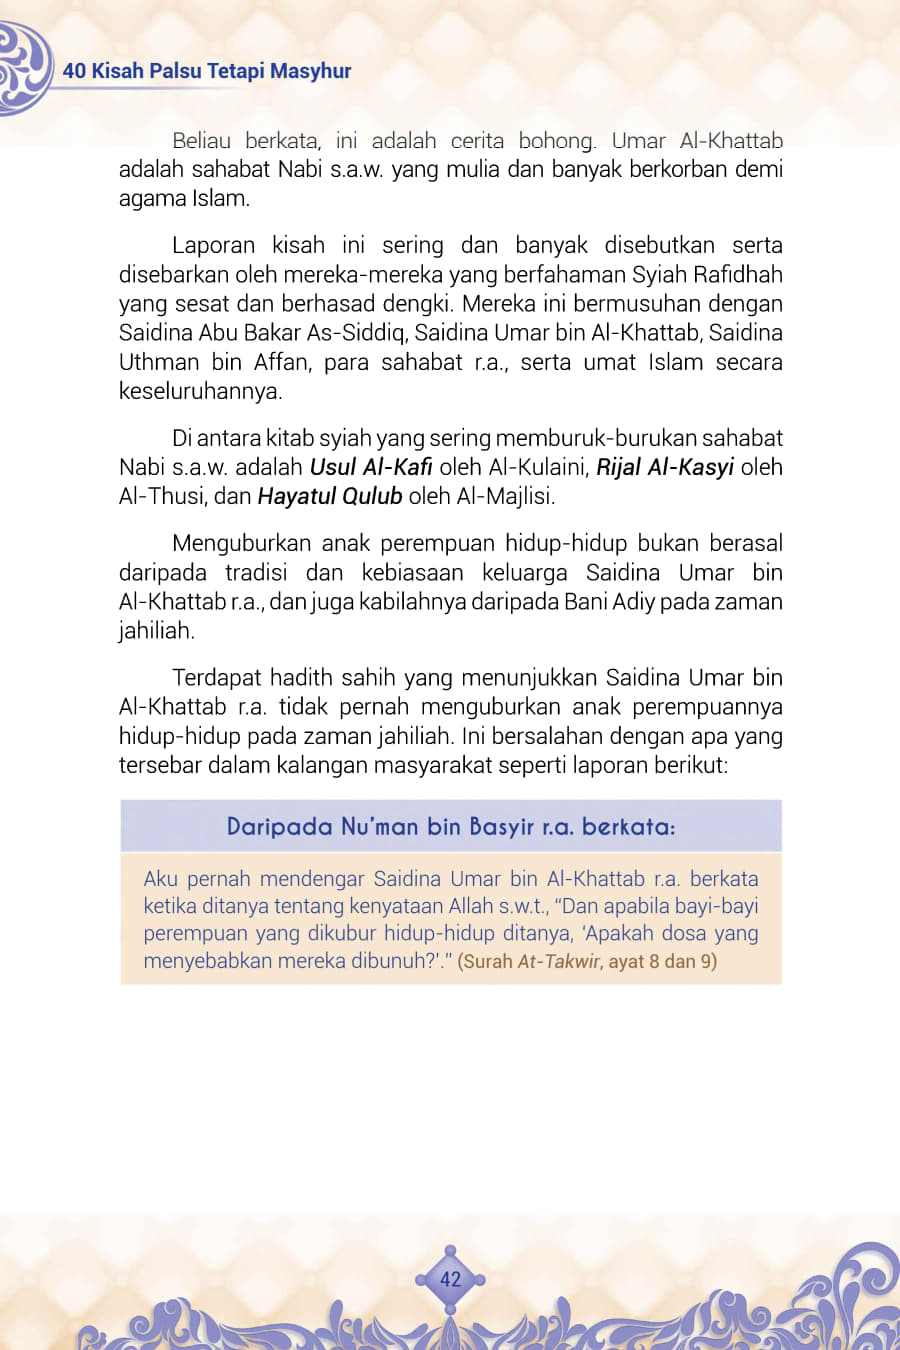 40 Kisah Palsu Tetapi Masyhur
Beliau berkata, ini adalah cerita bohong. Umar Al-Khattab
adalah sahabat Nabi s.a.w. yang mulia dan banyak berkorban demi
agama Islam.
Laporan kisah ini sering dan banyak disebutkan serta
disebarkan oleh mereka-mereka yang berfahaman Syiah Rafidhah
yang sesat dan berhasad dengki. Mereka ini bermusuhan dengan
Saidina Abu Bakar As-Siddiq, Saidina Umar bin Al-Khattab, Saidina
Uthman bin Affan, para sahabat r.a., serta umat Islam secara
keseluruhannya.
Di antara kitab syiah yang sering memburuk-burukan sahabat
Nabi s.a.w. adalah Usul Al-Kafi oleh Al-Kulaini, Rijal Al-Kasyi oleh
Al-Thusi, dan Hayatul Qulub oleh Al-Majlisi.
Menguburkan anak perempuan hidup-hidup bukan berasal
daripada tradisi dan kebiasaan keluarga Saidina Umar bin
Al-Khattab r.a., dan juga kabilahnya daripada Bani Adiy pada zaman
jahiliah.
Terdapat hadith sahih yang menunjukkan Saidina Umar bin
Al-Khattab r.a. tidak pernah menguburkan anak perempuannya
hidup-hidup pada zaman jahiliah. Ini bersalahan dengan apa yang
tersebar dalam kalangan masyarakat seperti laporan berikut:
Daripada Nu'man bin Basyir r.a. berkata:
Aku pernah mendengar Saidina Umar bin Al-Khattab r.a. berkata
ketika ditanya tentang kenyataan Allah s.w.t., "Dan apabila bayi-bayi
perempuan yang dikubur hidup-hidup ditanya, 'Apakah dosa yang
menyebabkan mereka dibunuh?'." (Surah At-Takwir, ayat 8 dan 9)
42